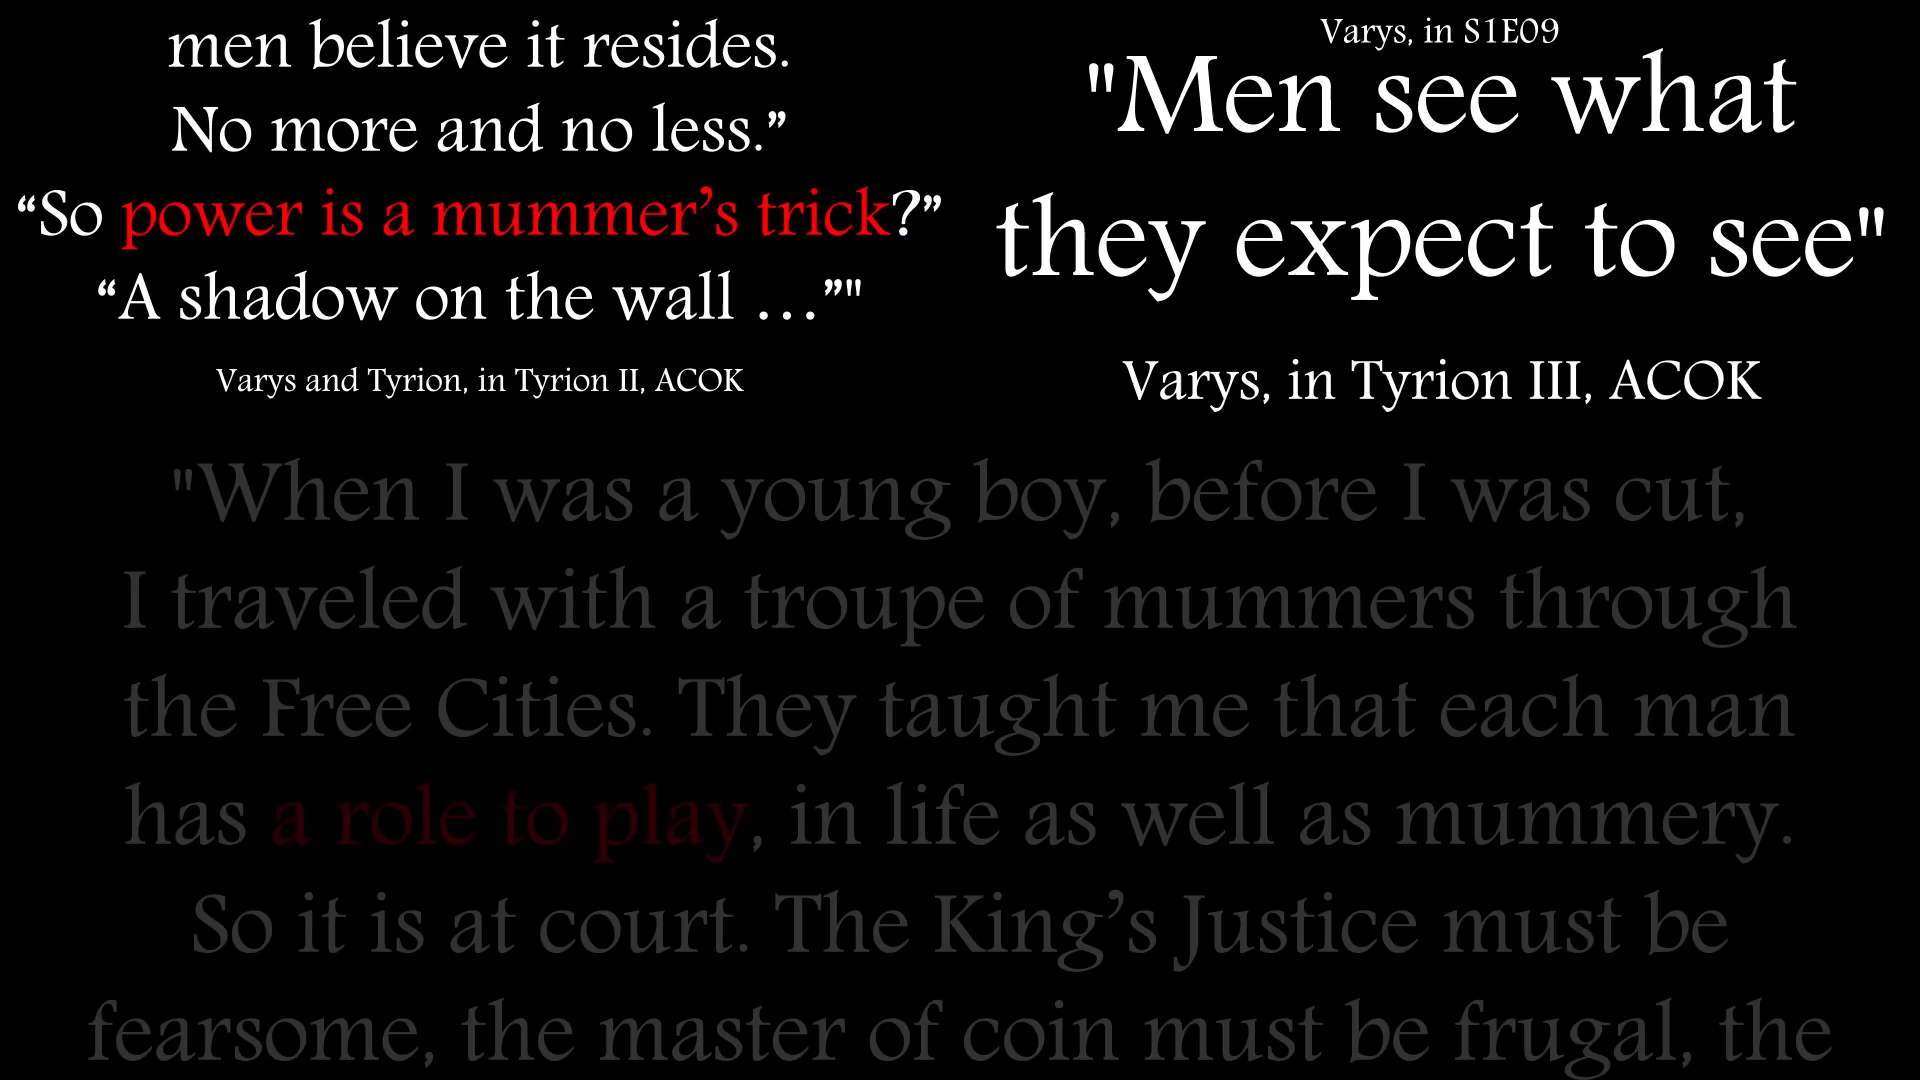 men believe it resides.
No more and no less.”
“So power is a mummer’s trick?”
“A shadow on the wall …”"
Varys and Tyrion, in Tyrion II, ACOK
Varys, in S1E09
"Men see what
they expect to see"
Varys, in Tyrion III, ACOK
"When I was a young boy, before I was cut,
I traveled with a troupe of mummers through
the Free Cities. They taught me that each man
has a role to play, in life as well as mummery.
So it is at court. The King’s Justice must be
fearsome, the master of coin must be frugal, the